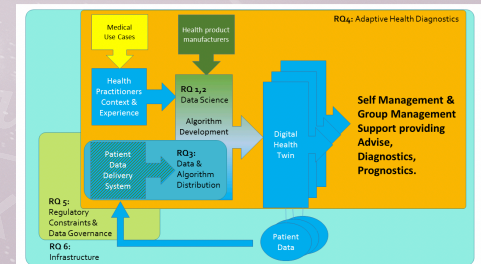 RQ4: Adaptive Health Diagnostics
Medical
Use Cases
Health product
manufacturers
Health
Practitioners
Context &
Experience
RQ 1,2
Data Science
Algorithm
Development
Digital
Health
Twin
Self Management &
Group Management
Support providing
Advise,
Diagnostics,
Prognostics.
Patient
Data
Delivery
System
RQ3:
Data &
Algorithm
Distribution
RQ 5:
Regulatory
Constraints &
Data Governance
RQ 6:
Infrastructure
Patient
Data